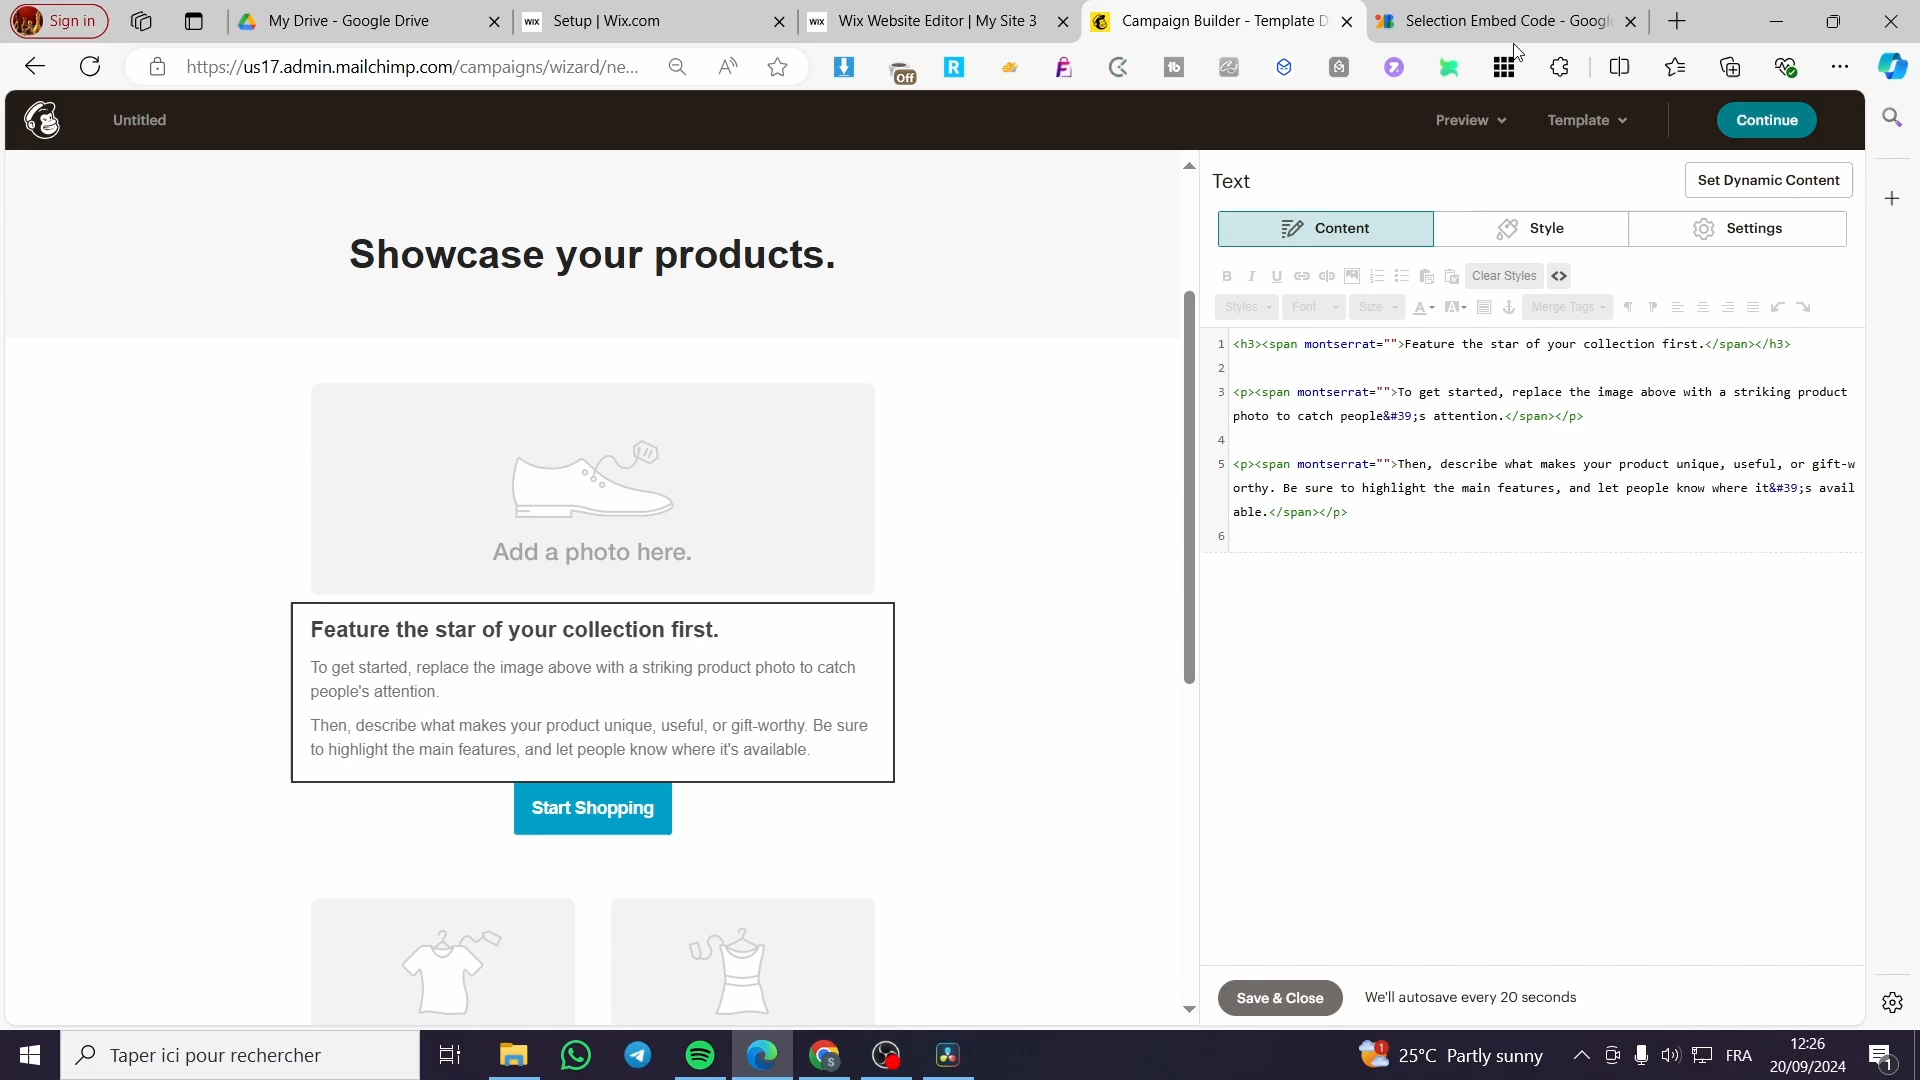 Sign in
My Drive - Google Drive
WIX
Setup | Wix.com
WIX
Wix Website Editor | My Site 3
Campaign Builder - Template D
Selection Embed Code - Google
https://us17.admin.mailchimp.com/campaigns/wizard/ne...
A
Off
R
tb
Untitled
Preview
Template
Continue
Showcase your products.
Add a photo here.
Feature the star of your collection first.
To get started, replace the image above with a striking product photo to catch
people's attention.
Then, describe what makes your product unique, useful, or gift-worthy. Be sure
to highlight the main features, and let people know where it's available.
Start Shopping
Text
Set Dynamic Content
Content
Style
Settings
B I U
Clear Styles
<>
Styles
Font
Size
A
A
Merge Tags
1 <h3><span montserrat="">Feature the star of your collection first.</span></h3>
2
3 <p><span montserrat="">To get started, replace the image above with a striking product
photo to catch people&#39;s attention.</span></p>
4
5 <p><span montserrat="">Then, describe what makes your product unique, useful, or gift-w
orthy. Be sure to highlight the main features, and let people know where it&#39;s avail
able.</span></p>
6
Save & Close
We'll autosave every 20 seconds
Taper ici pour rechercher
S
1
25°C Partly sunny
FRA
12:26
20/09/2024
1